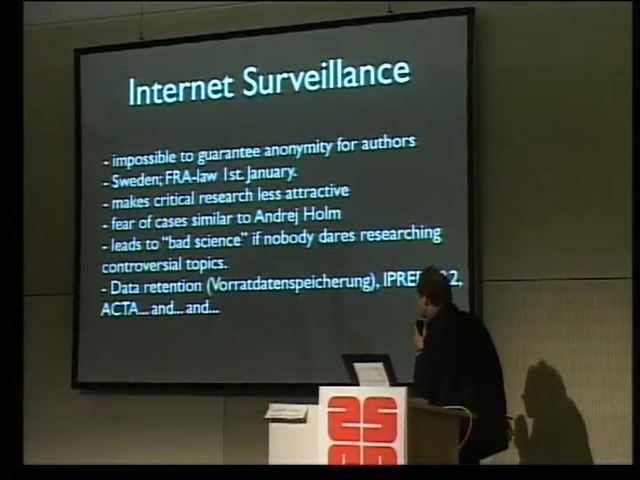 Internet Surveillance
- impossible to guarantee anonymity for authors
- Sweden; FRA-law 1st. January.
- makes critical research less attractive
- fear of cases similar to Andrej Holm
- leads to "bad science" if nobody dares researching
controversial topics.
- Data retention (Vorratdatenspeicherung), 2,
ACTA...and...and...